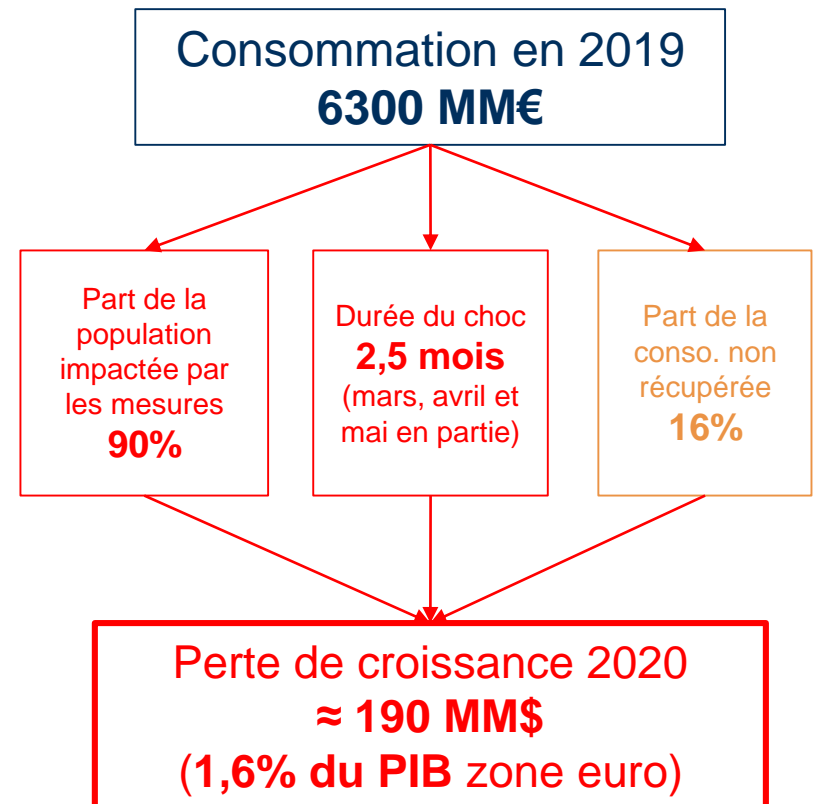 Consommation en 2019
6300 MM€
Part de la
population
impactée par
les mesures
90%
Durée du choc
2,5 mois
(mars, avril et
mai en partie)
Part de la
conso. non
récupérée
16%
Perte de croissance 2020
≈ 190 MM$
(1,6% du PIB zone euro)